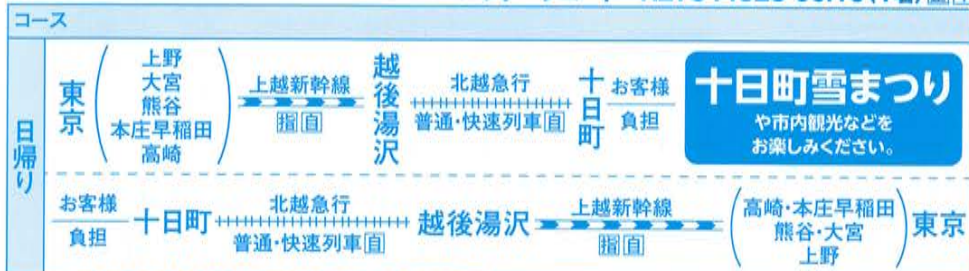 コース
日帰り
東京
上野
大宮
熊谷
本庄早稲田
高崎
上越新幹線
指自
越後湯沢
北越急行
普通・快速列車自
十日町
お客様
負担
十日町雪まつり
や市内観光などを
お楽しみください。
お客様
負担
十日町
北越急行
普通・快速列車自
越後湯沢
上越新幹線
指自
高崎・本庄早稲田
熊谷・大宮
上野
東京